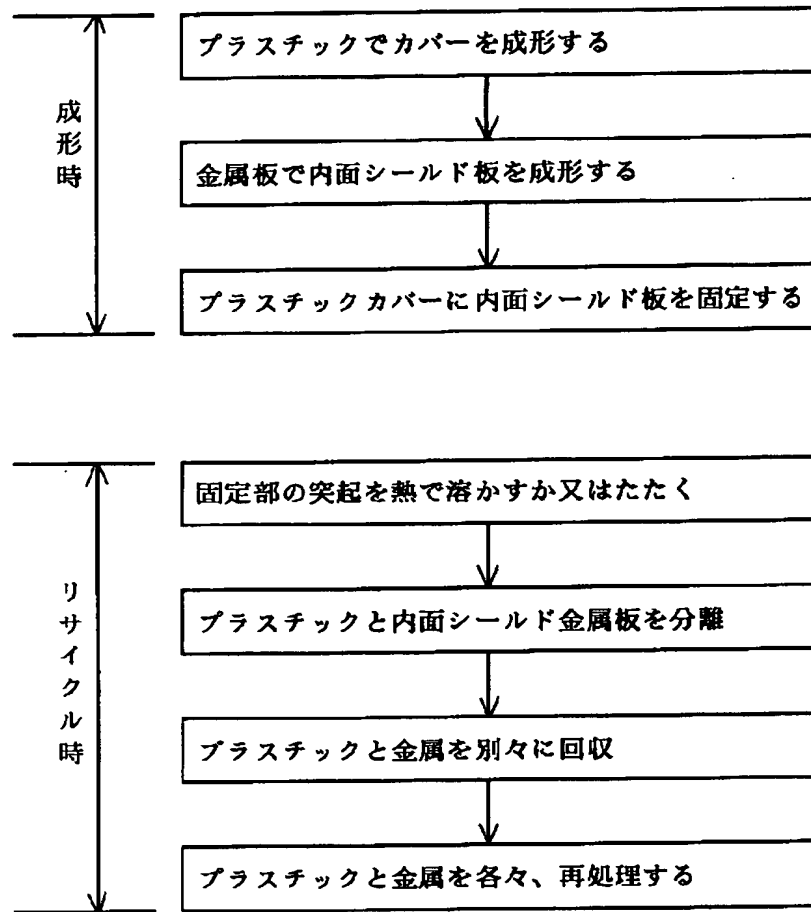 成形時
プラスチックでカバーを成形する
金属板で内面シールド板を成形する
プラスチックカバーに内面シールド板を固定する
リサイクル時
固定部の突起を熱で溶かすか又はたたく
プラスチックと内面シールド金属板を分離
プラスチックと金属を別々に回収
プラスチックと金属を各々、再処理する